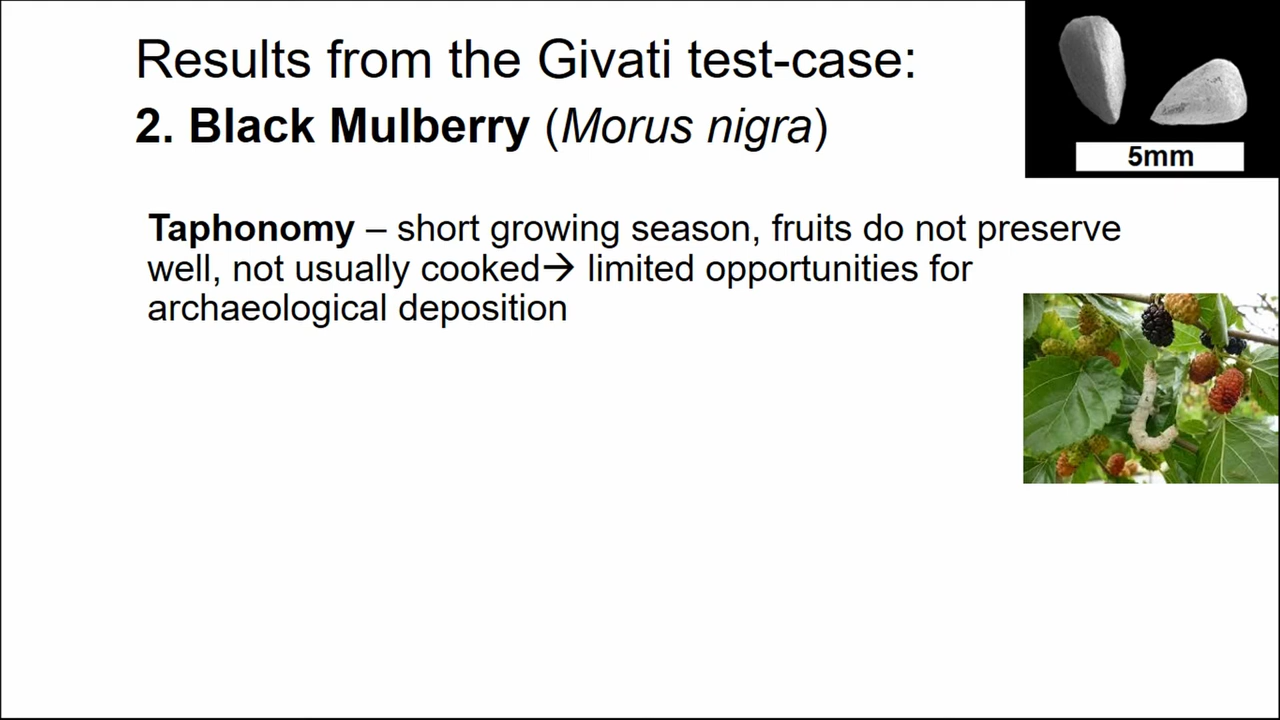 Results from the Givati test-case:
2. Black Mulberry (Morus nigra)
5mm
Taphonomy – short growing season, fruits do not preserve
well, not usually cooked→ limited opportunities for
archaeological deposition